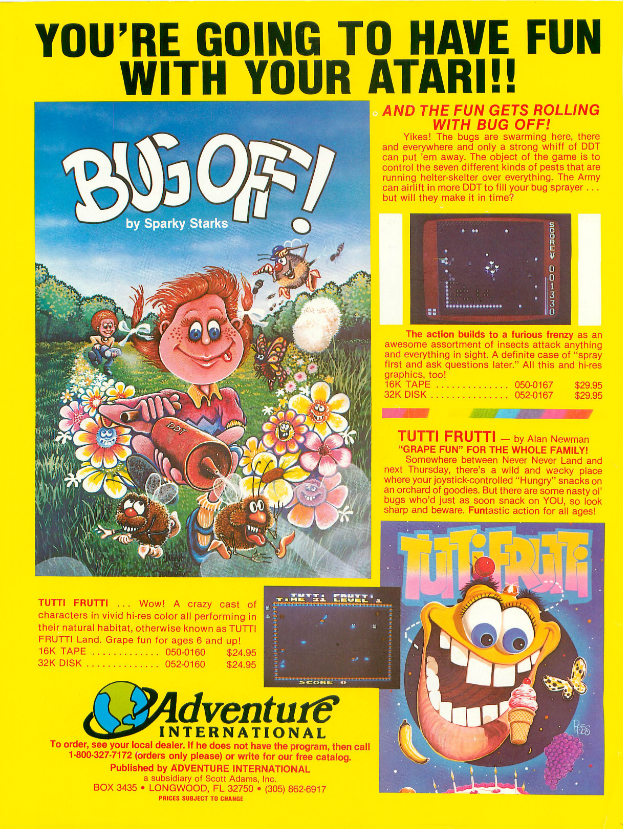 YOU'RE GOING TO HAVE FUN
WITH YOUR ATARI!!
BUG OFF!
by Sparky Starks
DDT
AND THE FUN GETS ROLLING
WITH BUG OFF!
Yikes! The bugs are swarming here, there
and everywhere and only a strong whiff of DDT
can put 'em away. The object of the game is to
control the seven different kinds of pests that are
running helter-skelter over everything. The Army
can airlift in more DDT to fill your bug sprayer . . .
but will they make it in time?
SCORE▼ 001330
The action builds to a furious frenzy as an
awesome assortment of insects attack anything
and everything in sight. A definite case of "spray
first and ask questions later." All this and hi-res
graphics, too!
16K TAPE . . . . . . . . . . . . . . 050-0167 $29.95
32K DISK . . . . . . . . . . . . . . 052-0167 $29.95
TUTTI FRUTTI — by Alan Newman
"GRAPE FUN" FOR THE WHOLE FAMILY!
Somewhere between Never Never Land and
next Thursday, there's a wild and wacky place
where your joystick-controlled "Hungry" snacks on
an orchard of goodies. But there are some nasty ol'
bugs who'd just as soon snack on YOU, so look
sharp and beware. Funtastic action for all ages!
TUTTI FRUTTI
TUTTI FRUTTI . . . Wow! A crazy cast of
characters in vivid hi-res color all performing in
their natural habitat, otherwise known as TUTTI
FRUTTI Land. Grape fun for ages 6 and up!
16K TAPE . . . . . . . . . . . . . 050-0160 $24.95
32K DISK . . . . . . . . . . . . . 052-0160 $24.95
TUTTI FRUTTI
TIME 31 LEVEL 1
SCORE 0
Adventure
INTERNATIONAL
To order, see your local dealer. If he does not have the program, then call
1-800-327-7172 (orders only please) or write for our free catalog.
Published by ADVENTURE INTERNATIONAL
a subsidiary of Scott Adams, Inc.
BOX 3435 • LONGWOOD, FL 32750 • (305) 862-6917
PRICES SUBJECT TO CHANGE